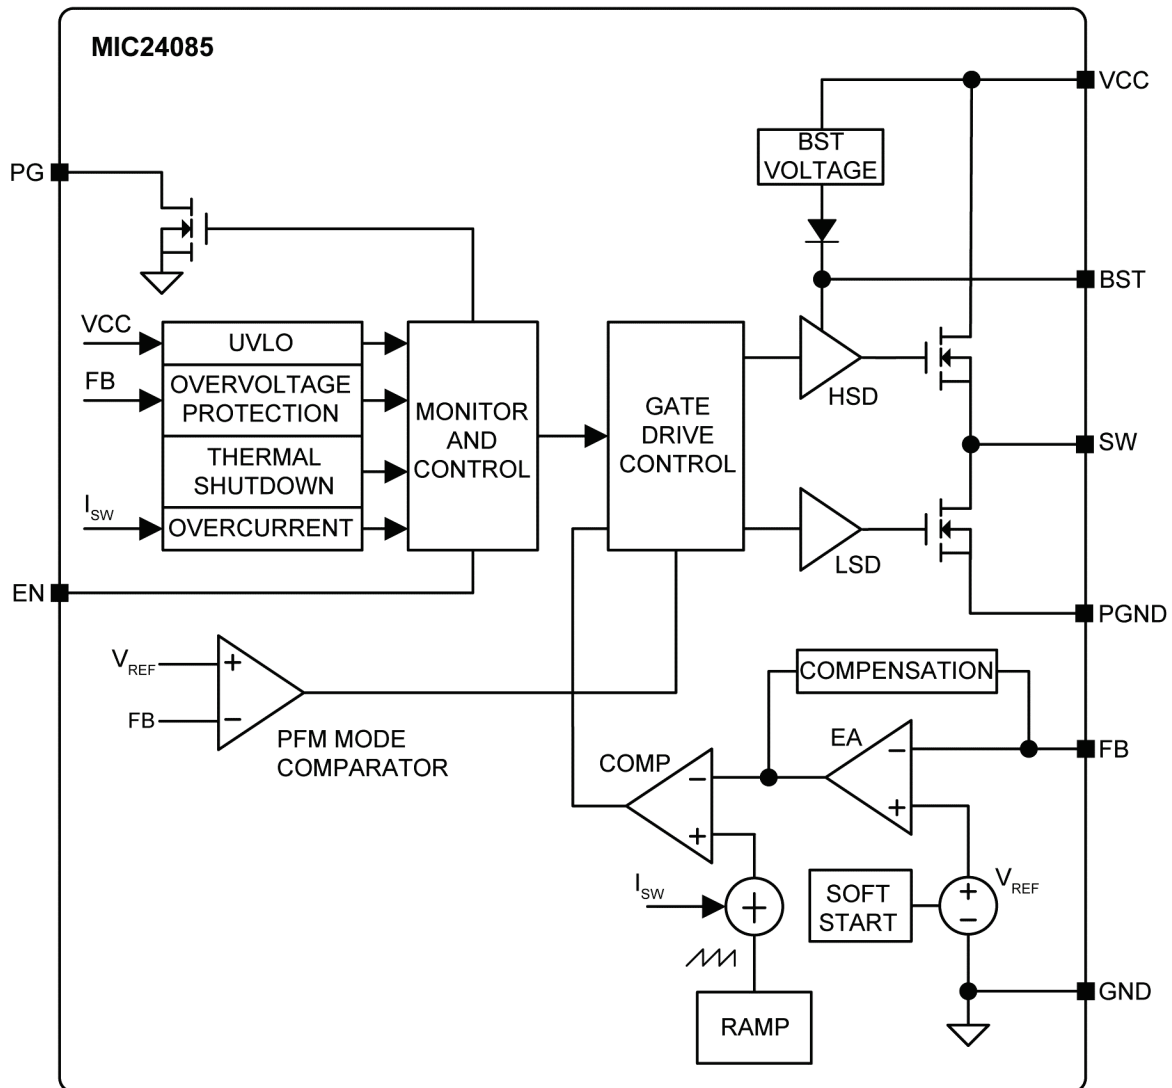 MIC24085
VCC
BST
VOLTAGE
PG
BST
VCC
UVLO
FB
OVERVOLTAGE
PROTECTION
MONITOR
AND
CONTROL
GATE
DRIVE
CONTROL
HSD
SW
THERMAL
SHUTDOWN
ISW
OVERCURRENT
LSD
EN
PGND
VREF
+
FB
−
PFM MODE
COMPARATOR
COMPENSATION
EA
−
+
FB
COMP
−
+
ISW
+
SOFT
START
+
−
VREF
RAMP
GND